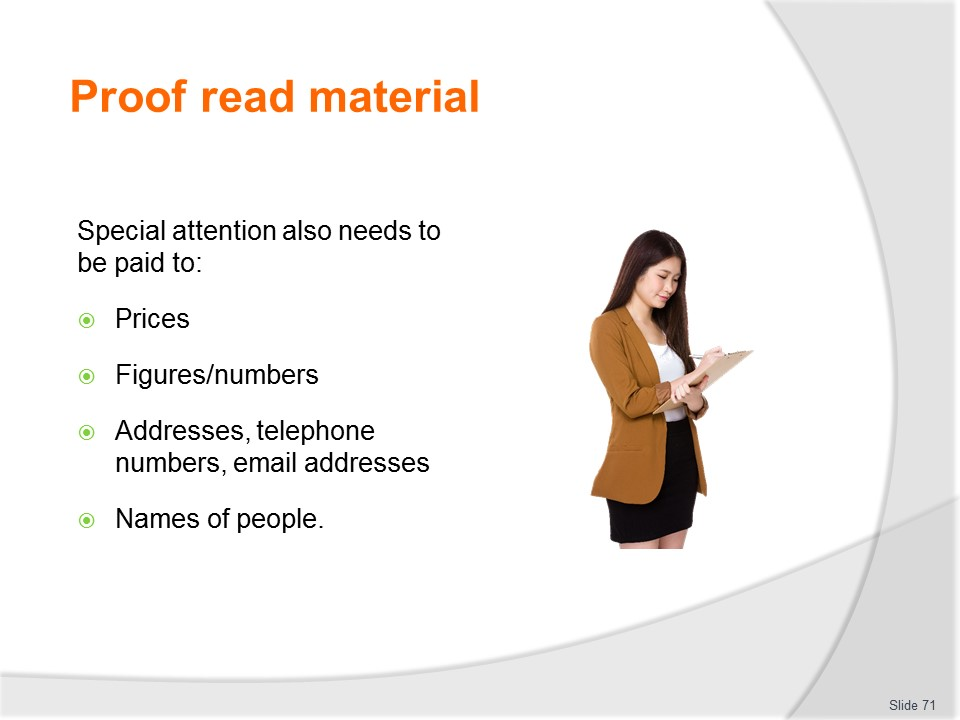 Proof read material
Special attention also needs to
be paid to:
Prices
Figures/numbers
Addresses, telephone
numbers, email addresses
Names of people.
Slide 71